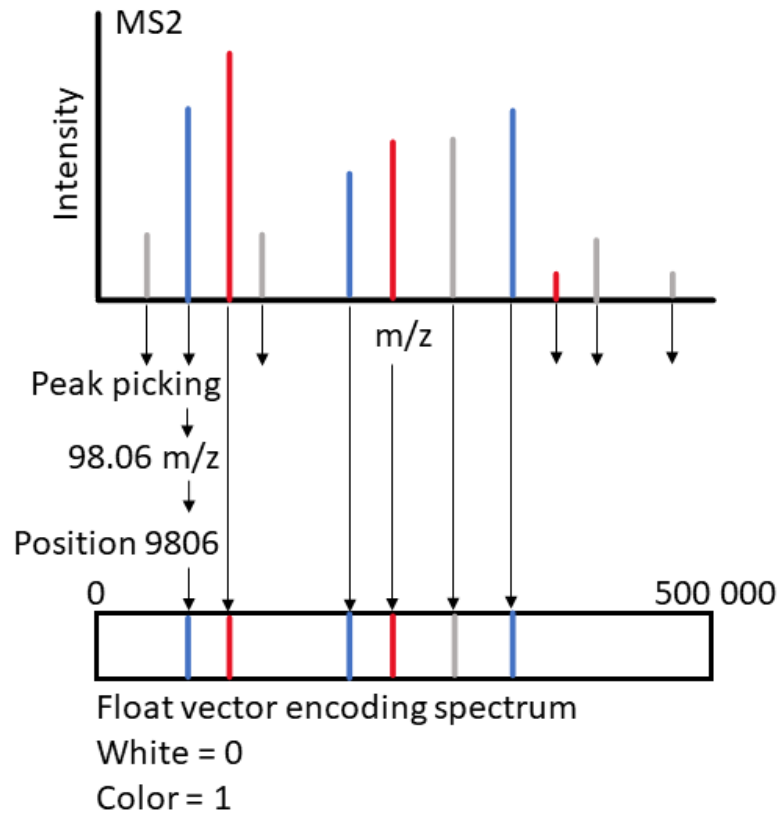 MS2
Intensity
m/z
Peak picking
98.06 m/z
Position 9806
0
500 000
Float vector encoding spectrum
White = 0
Color = 1